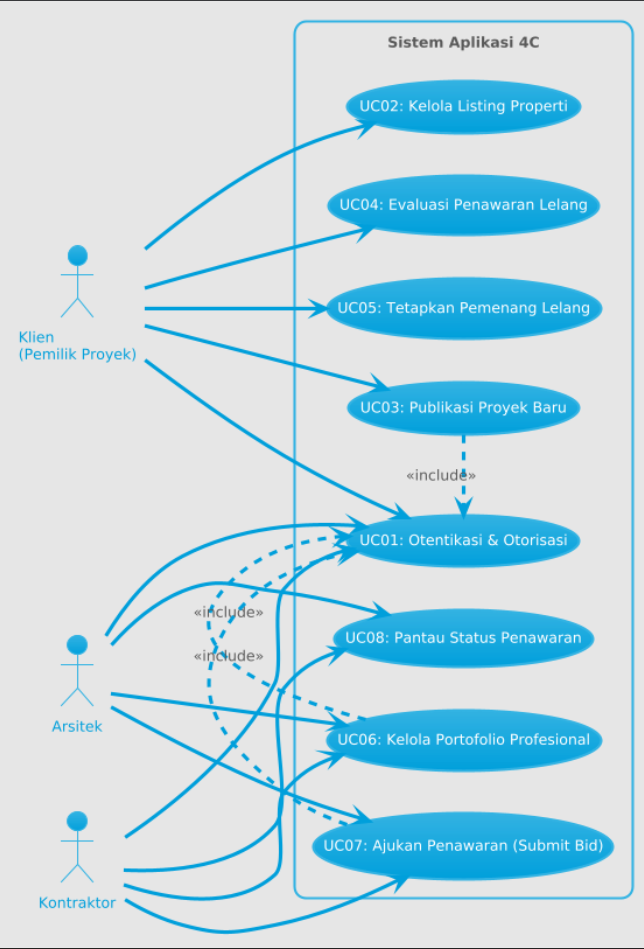 Sistem Aplikasi 4C
UC02: Kelola Listing Properti
UC04: Evaluasi Penawaran Lelang
UC05: Tetapkan Pemenang Lelang
Klien
(Pemilik Proyek)
UC03: Publikasi Proyek Baru
«include»
UC01: Otentikasi & Otorisasi
«include»
UC08: Pantau Status Penawaran
«include»
Arsitek
UC06: Kelola Portofolio Profesional
UC07: Ajukan Penawaran (Submit Bid)
Kontraktor